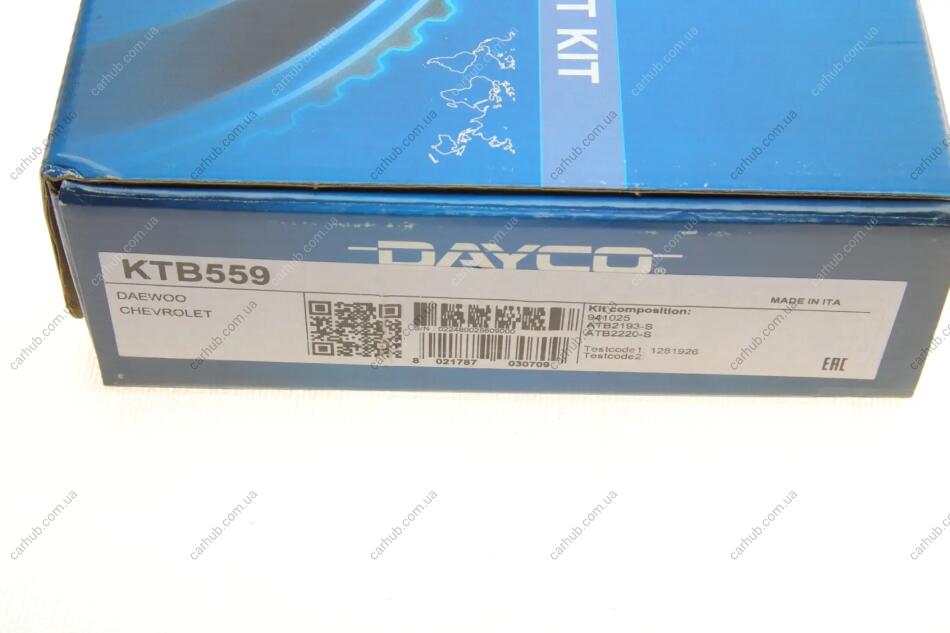 T KIT
DAYCO®
KTB559
DAEWOO
CHEVROLET
MADE IN ITA
Kit composition:
941025
ATB2193-S
ATB2220-S
Testcode1: 1281926
Testcode2:
S/N
8 021787 030709
EAC
carhub.com.ua